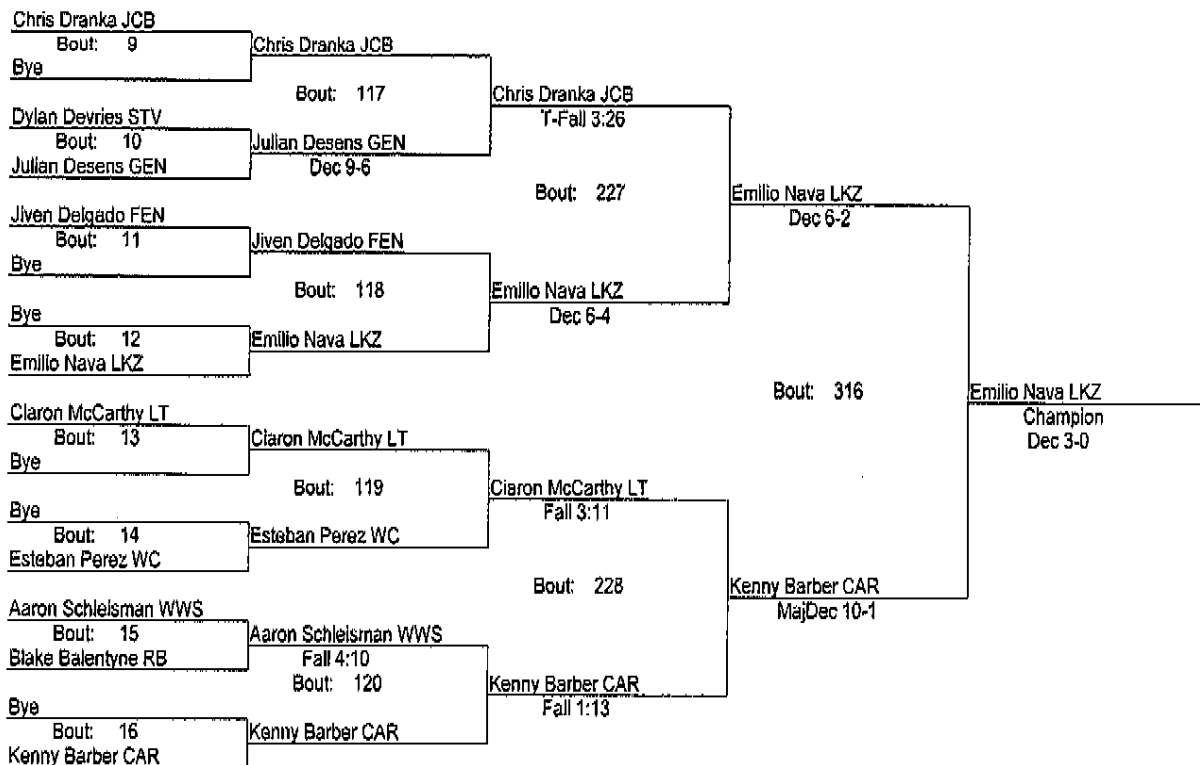 Chris Dranka JCB
Bout: 9
Bye
Chris Dranka JCB
Bout: 117
Dylan Devries STV
Bout: 10
Julian Desens GEN
Julian Desens GEN
Dec 9-6
Chris Dranka JCB
T-Fall 3:26
Bout: 227
Jiven Delgado FEN
Bout: 11
Bye
Jiven Delgado FEN
Bout: 118
Bye
Bout: 12
Emilio Nava LKZ
Emilio Nava LKZ
Emilio Nava LKZ
Dec 6-4
Emilio Nava LKZ
Dec 6-2
Bout: 316
Emilio Nava LKZ
Champion
Dec 3-0
Ciaron McCarthy LT
Bout: 13
Bye
Ciaron McCarthy LT
Bout: 119
Bye
Bout: 14
Esteban Perez WC
Esteban Perez WC
Ciaron McCarthy LT
Fall 3:11
Bout: 228
Aaron Schleisman WWS
Bout: 15
Blake Balentyne RB
Aaron Schleisman WWS
Fall 4:10
Bout: 120
Bye
Bout: 16
Kenny Barber CAR
Kenny Barber CAR
Kenny Barber CAR
Fall 1:13
Kenny Barber CAR
MajDec 10-1